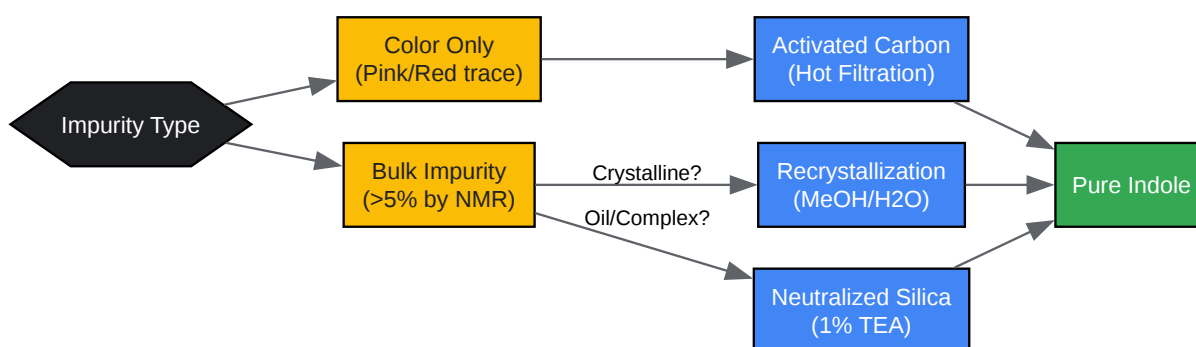 Impurity Type
Color Only
(Pink/Red trace)
Activated Carbon
(Hot Filtration)
Bulk Impurity
(>5% by NMR)
Crystalline?
Recrystallization
(MeOH/H2O)
Oil/Complex?
Neutralized Silica
(1% TEA)
Pure Indole